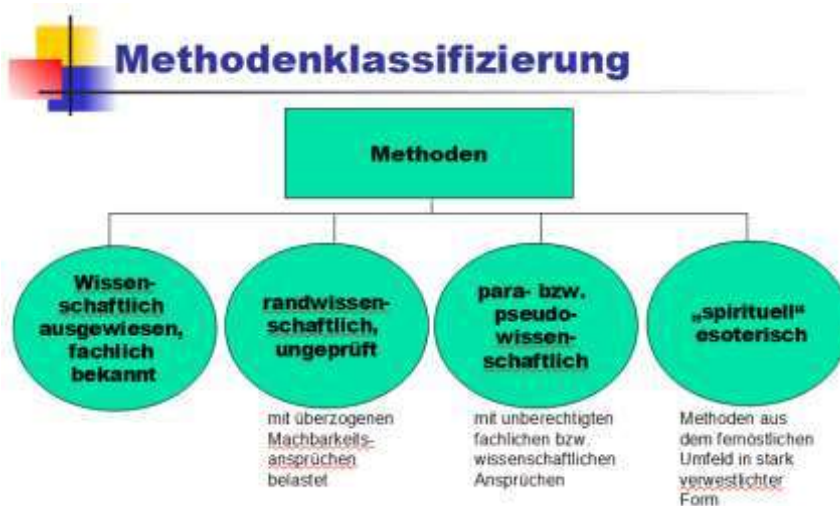 Methodenklassifizierung
Methoden
Wissen-
schaftlich
ausgewiesen,
fachlich
bekannt
randwissen-
schaftlich,
ungeprüft
para- bzw.
pseudo-
wissen-
schaftlich
„spirituell“
esoterisch
mit überzogenen
Machbarkeits-
ansprüchen
belastet
mit unberechtigten
fachlichen bzw.
wissenschaftlichen
Ansprüchen
Methoden aus
dem fernöstlichen
Umfeld in stark
verwestlichter
Form